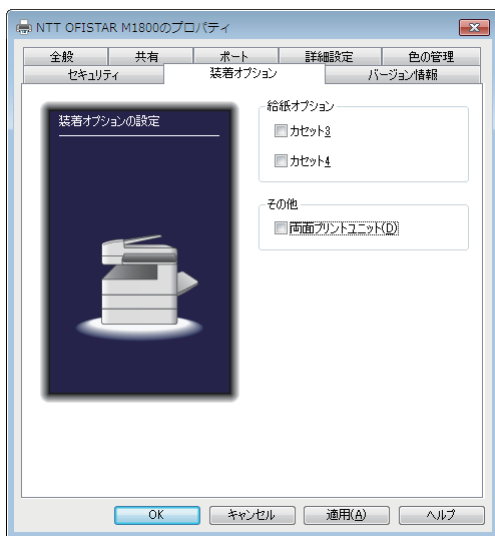 NTT OFISTAR M1800のプロパティ
全般 共有 ポート 詳細設定 色の管理
セキュリティ 装着オプション バージョン情報
装着オプションの設定
給紙オプション
カセット3
カセット4
その他
両面プリントユニット(D)
OK キャンセル 適用(A) ヘルプ